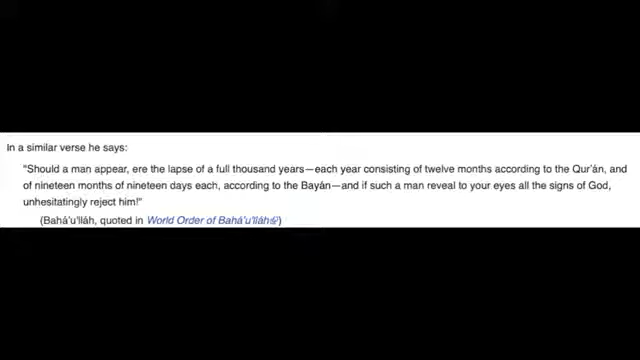 In a similar verse he says:
"Should a man appear, ere the lapse of a full thousand years—each year consisting of twelve months according to the Qur'án, and
of nineteen months of nineteen days each, according to the Bayán—and if such a man reveal to your eyes all the signs of God,
unhesitatingly reject him!"
(Bahá'u'lláh, quoted in World Order of Bahá'u'lláh)